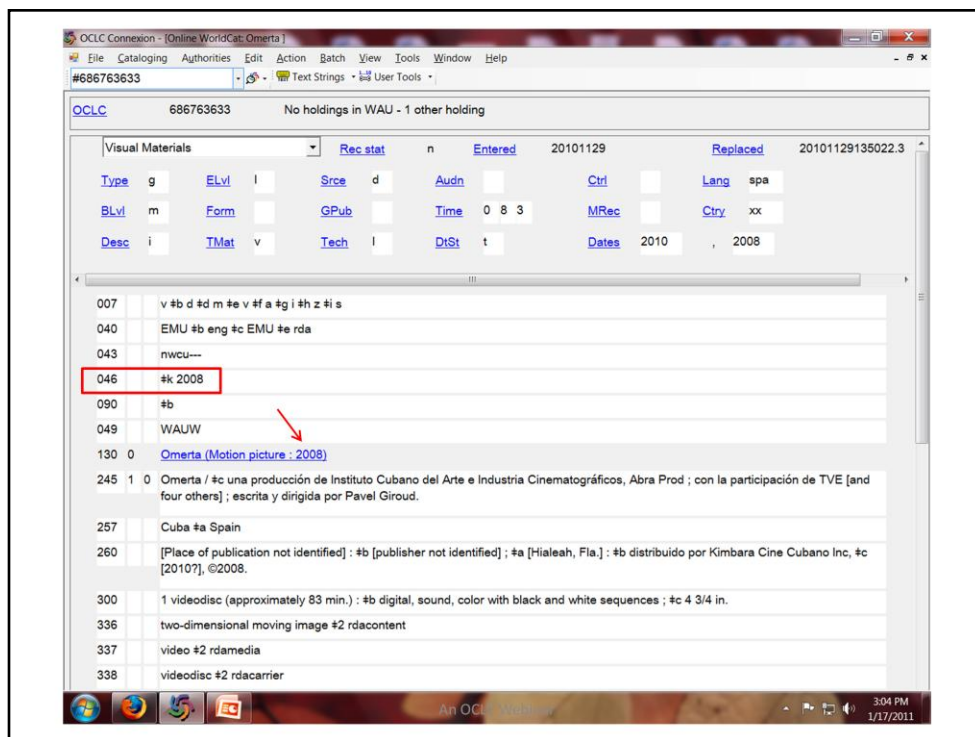 OCLC Connexion - [Online WorldCat: Omerta ]
File Cataloging Authorities Edit Action Batch View Tools Window Help
#686763633 Text Strings User Tools
OCLC 686763633 No holdings in WAU - 1 other holding
Visual Materials Rec stat n Entered 20101129 Replaced 20101129135022.3
Type g ELvl I Srce d Audn Ctrl Lang spa
BLvl m Form GPub Time 0 8 3 MRec Ctry xx
Desc i TMat v Tech l DtSt t Dates 2010 , 2008
007 v ‡b d ‡d m ‡e v ‡f a ‡g i ‡h z ‡i s
040 EMU ‡b eng ‡c EMU ‡e rda
043 nwcu---
046 ‡k 2008
090 ‡b
049 WAUW
130 0 Omerta (Motion picture : 2008)
245 1 0 Omerta / ‡c una producción de Instituto Cubano del Arte e Industria Cinematográficos, Abra Prod ; con la participación de TVE [and
four others] ; escrita y dirigida por Pavel Giroud.
257 Cuba ‡a Spain
260 [Place of publication not identified] : ‡b [publisher not identified] ; ‡a [Hialeah, Fla.] : ‡b distribuido por Kimbara Cine Cubano Inc, ‡c
[2010?], ©2008.
300 1 videodisc (approximately 83 min.) : ‡b digital, sound, color with black and white sequences ; ‡c 4 3/4 in.
336 two-dimensional moving image ‡2 rdacontent
337 video ‡2 rdamedia
338 videodisc ‡2 rdacarrier
An OCLC Webinar
3:04 PM
1/17/2011